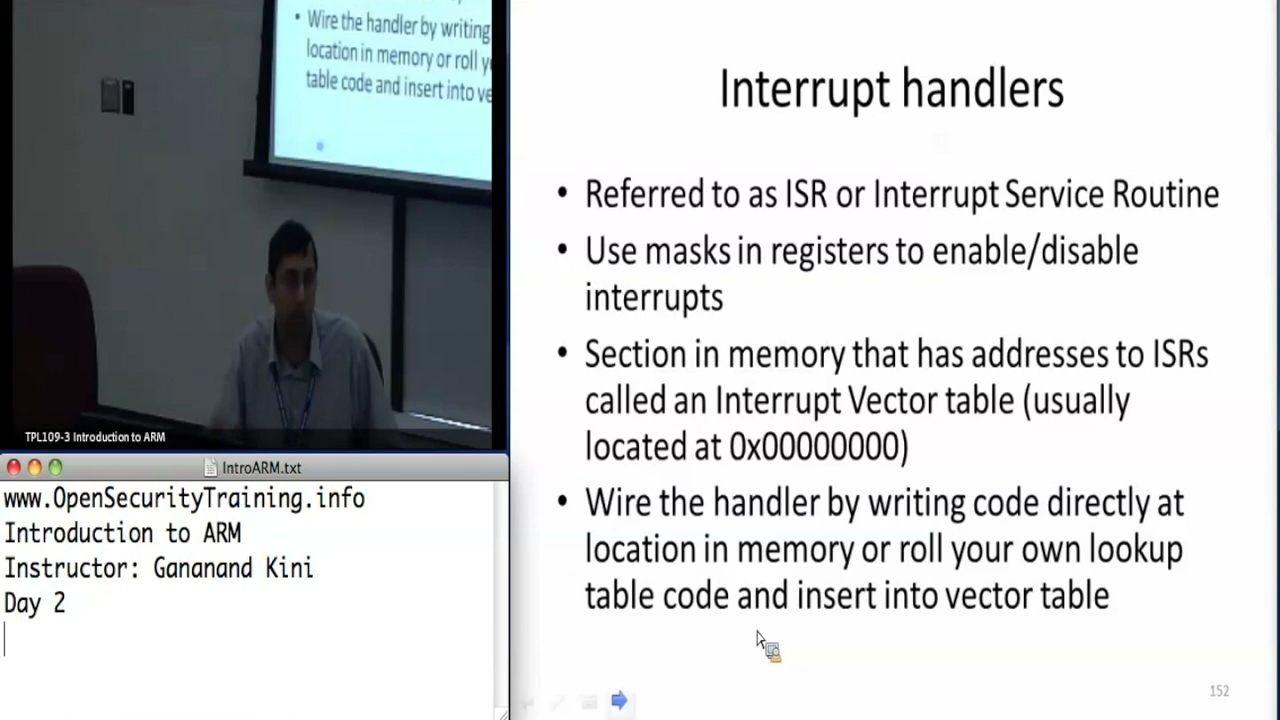 • Wire the handler by writing
location in memory or roll
table code and insert into
TPL109-3 Introduction to ARM
IntroARM.txt
www.OpenSecurityTraining.info
Introduction to ARM
Instructor: Gananand Kini
Day 2
Interrupt handlers
• Referred to as ISR or Interrupt Service Routine
• Use masks in registers to enable/disable
interrupts
• Section in memory that has addresses to ISRs
called an Interrupt Vector table (usually
located at 0x00000000)
• Wire the handler by writing code directly at
location in memory or roll your own lookup
table code and insert into vector table
152